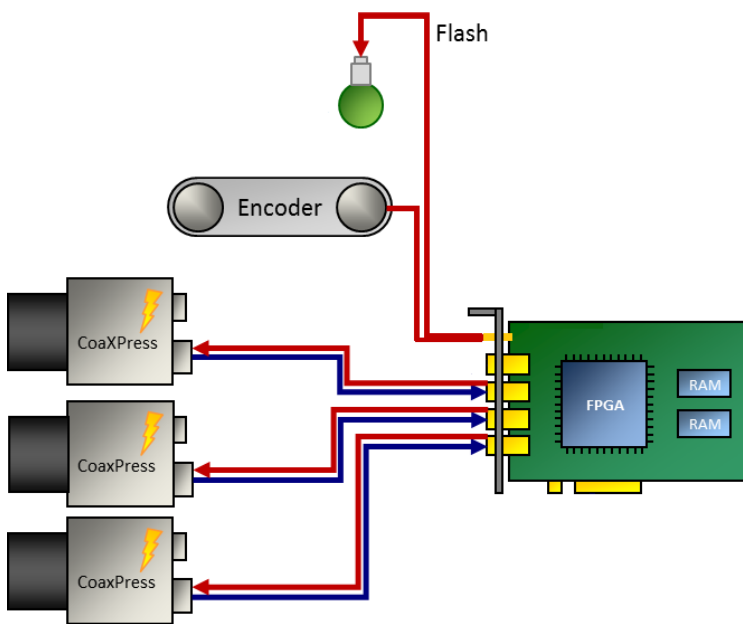 Flash
Encoder
CoaXPress
FPGA
RAM
RAM
CoaxPress
CoaxPress